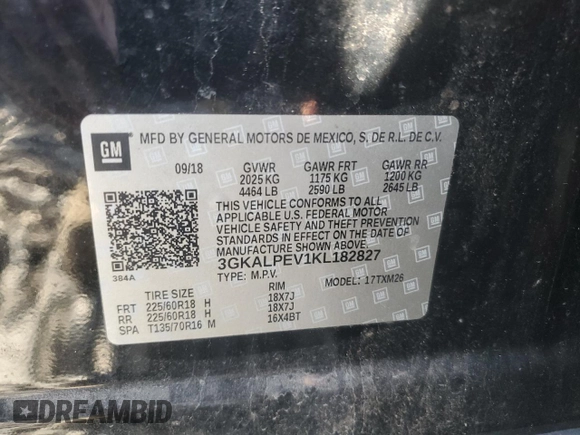 GM
MFD BY GENERAL MOTORS DE MEXICO, S. DE R.L. DE C.V.
09/18 GVWR GAWR FRT GAWR RR
2025 KG 1175 KG 1200 KG
4464 LB 2590 LB 2645 LB
THIS VEHICLE CONFORMS TO ALL
APPLICABLE U.S. FEDERAL MOTOR
VEHICLE SAFETY AND THEFT PREVENTION
STANDARDS IN EFFECT ON THE DATE OF
MANUFACTURE SHOWN ABOVE.
384A
3GKALPEV1KL182827
TYPE: M.P.V. MODEL: 17TXM26
TIRE SIZE RIM
FRT 225/60R18 H 18X7J
RR 225/60R18 H 18X7J
SPA T135/70R16 M 16X4BT
DREAMBID